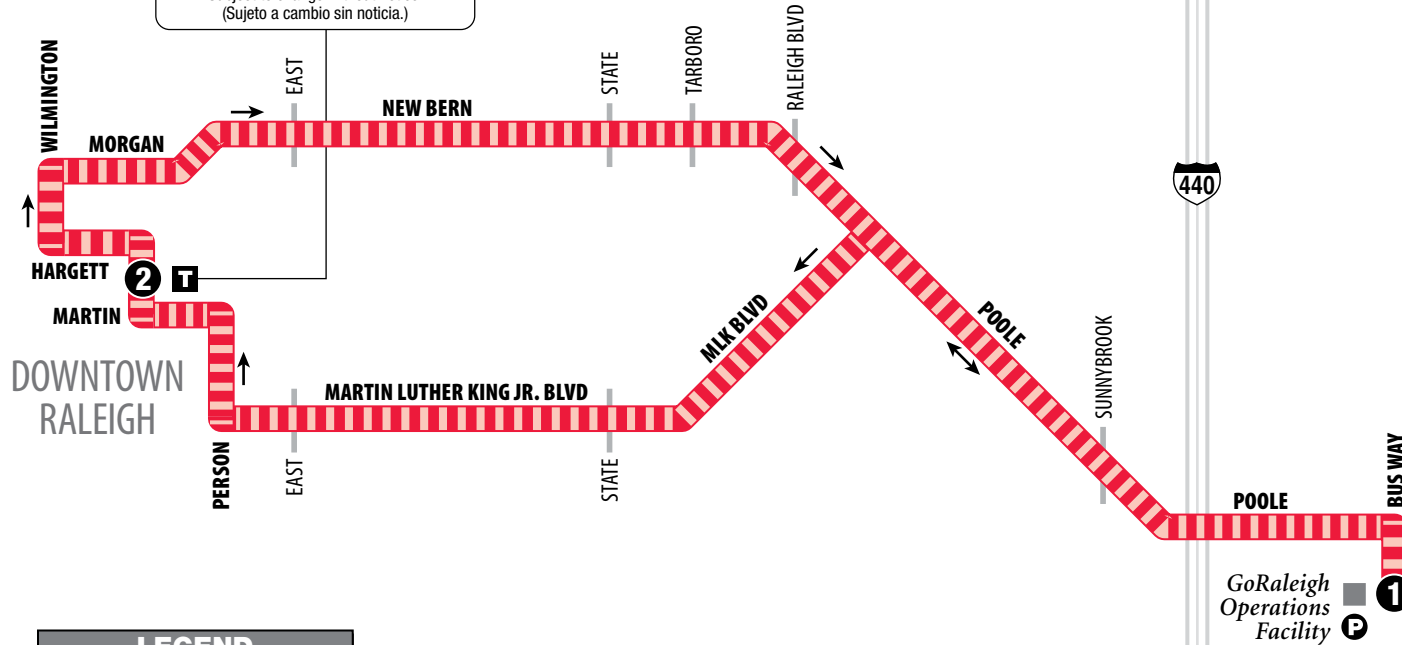 (Sujeto a cambio sin noticia.)
WILMINGTON
EAST
STATE
TARBORO
RALEIGH BLVD
NEW BERN
MORGAN
440
HARGETT
2 T
MARTIN
MLK BLVD
POOLE
SUNNYBROOK
DOWNTOWN
RALEIGH
MARTIN LUTHER KING JR. BLVD
PERSON
EAST
STATE
BUS WAY
POOLE
GoRaleigh
Operations
Facility
P
1
LEGEND